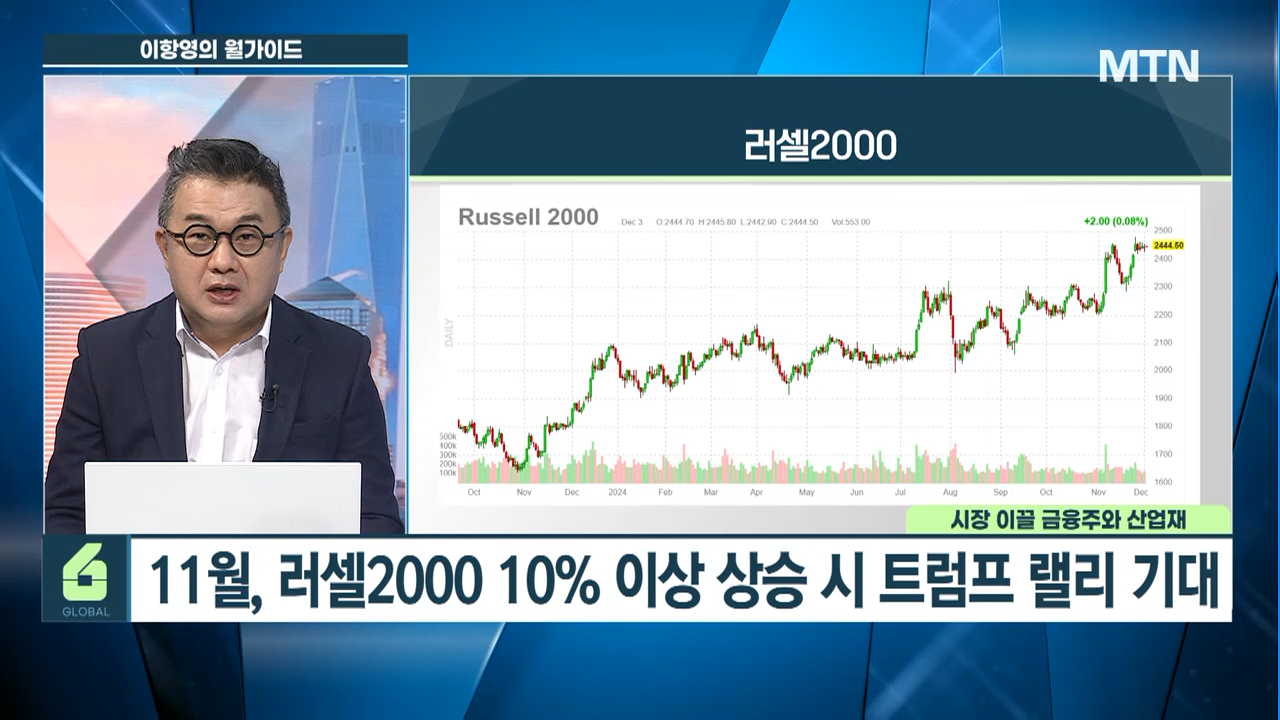 이항영의 월가이드
MTN
러셀2000
Russell 2000 Dec 3 O:2444.70 H:2445.80 L:2442.90 C:2444.50 Vol:553.00 +2.00 (0.08%)
2500
2444.50
2400
2300
2200
2100
2000
1900
1800
1700
1600
DAILY
500k
400k
300k
200k
100k
Oct Nov Dec 2024 Feb Mar Apr May Jun Jul Aug Sep Oct Nov Dec
시장 이끌 금융주와 산업재
6 GLOBAL
11월, 러셀2000 10% 이상 상승 시 트럼프 랠리 기대